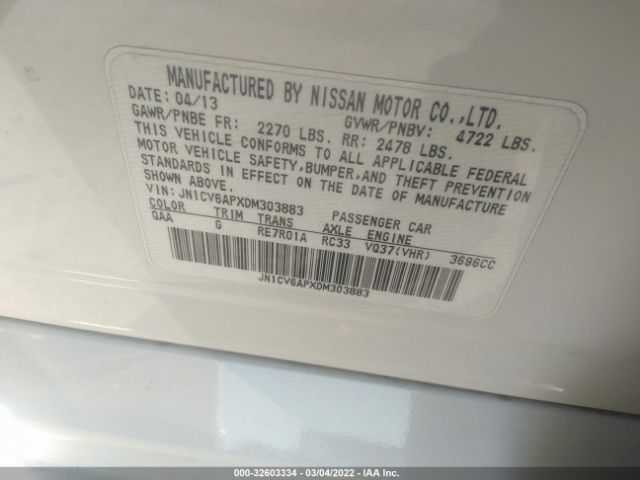 MANUFACTURED BY NISSAN MOTOR CO.,LTD.
DATE: 04/13 GVWR/PNBV: 4722 LBS.
GAWR/PNBE FR: 2270 LBS. RR: 2478 LBS.
THIS VEHICLE CONFORMS TO ALL APPLICABLE FEDERAL
MOTOR VEHICLE SAFETY,BUMPER,AND THEFT PREVENTION
STANDARDS IN EFFECT ON THE DATE OF MANUFACTURE
SHOWN ABOVE.
VIN: JN1CV6APXDM303883 PASSENGER CAR
COLOR TRIM TRANS AXLE ENGINE
QAA G RE7R01A RC33 VQ37(VHR) 3696CC
JN1CV6APXDM303883
000-32603334 - 03/04/2022 - IAA Inc.